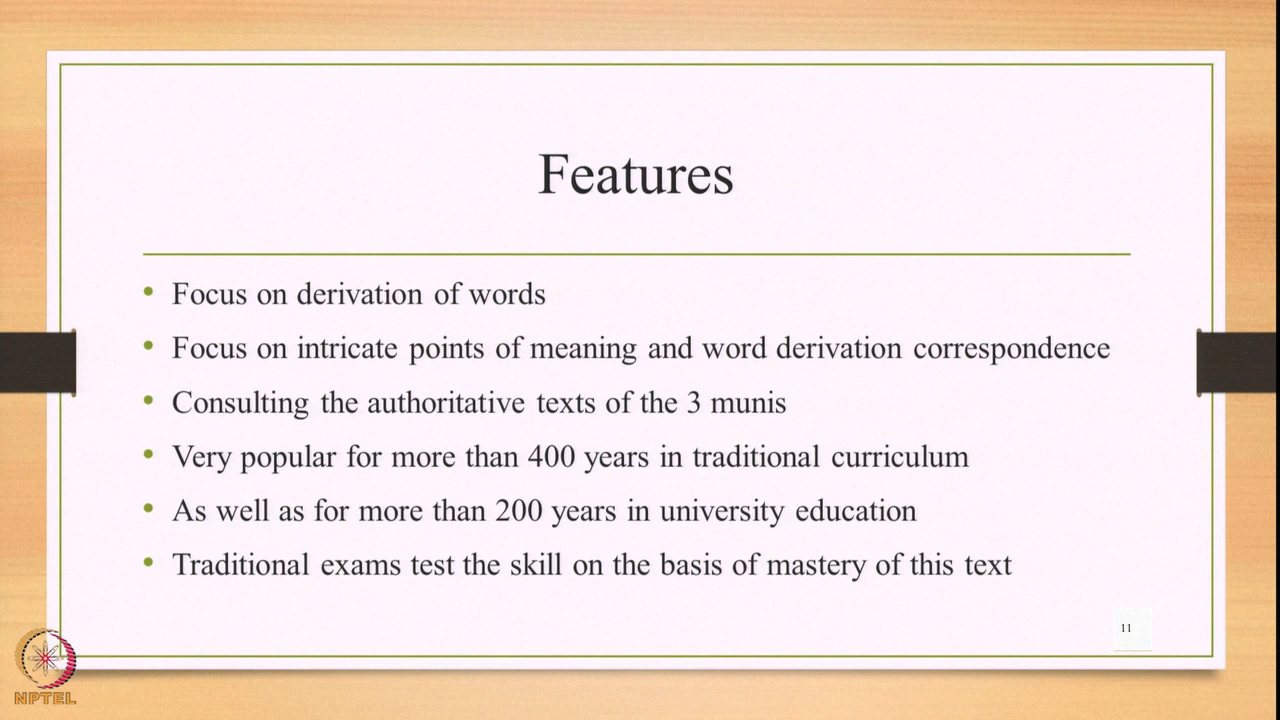 Features
• Focus on derivation of words
• Focus on intricate points of meaning and word derivation correspondence
• Consulting the authoritative texts of the 3 munis
• Very popular for more than 400 years in traditional curriculum
• As well as for more than 200 years in university education
• Traditional exams test the skill on the basis of mastery of this text
11
NPTEL